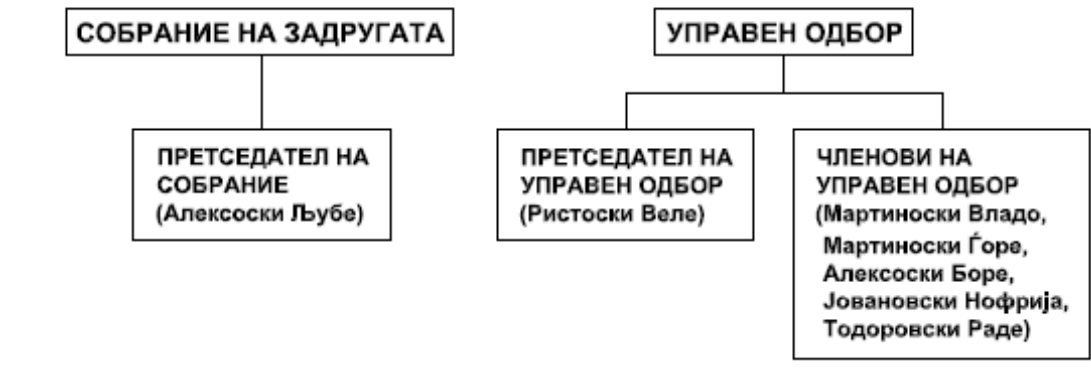 СОБРАНИЕ НА ЗАДРУГАТА
УПРАВЕН ОДБОР
ПРЕТСЕДАТЕЛ НА
СОБРАНИЕ
(Алексоски Љубе)
ПРЕТСЕДАТЕЛ НА
УПРАВЕН ОДБОР
(Ристоски Веле)
ЧЛЕНОВИ НА
УПРАВЕН ОДБОР
(Мартиноски Владо,
Мартиноски Ѓоре,
Алексоски Боре,
Јовановски Нофрија,
Тодоровски Раде)